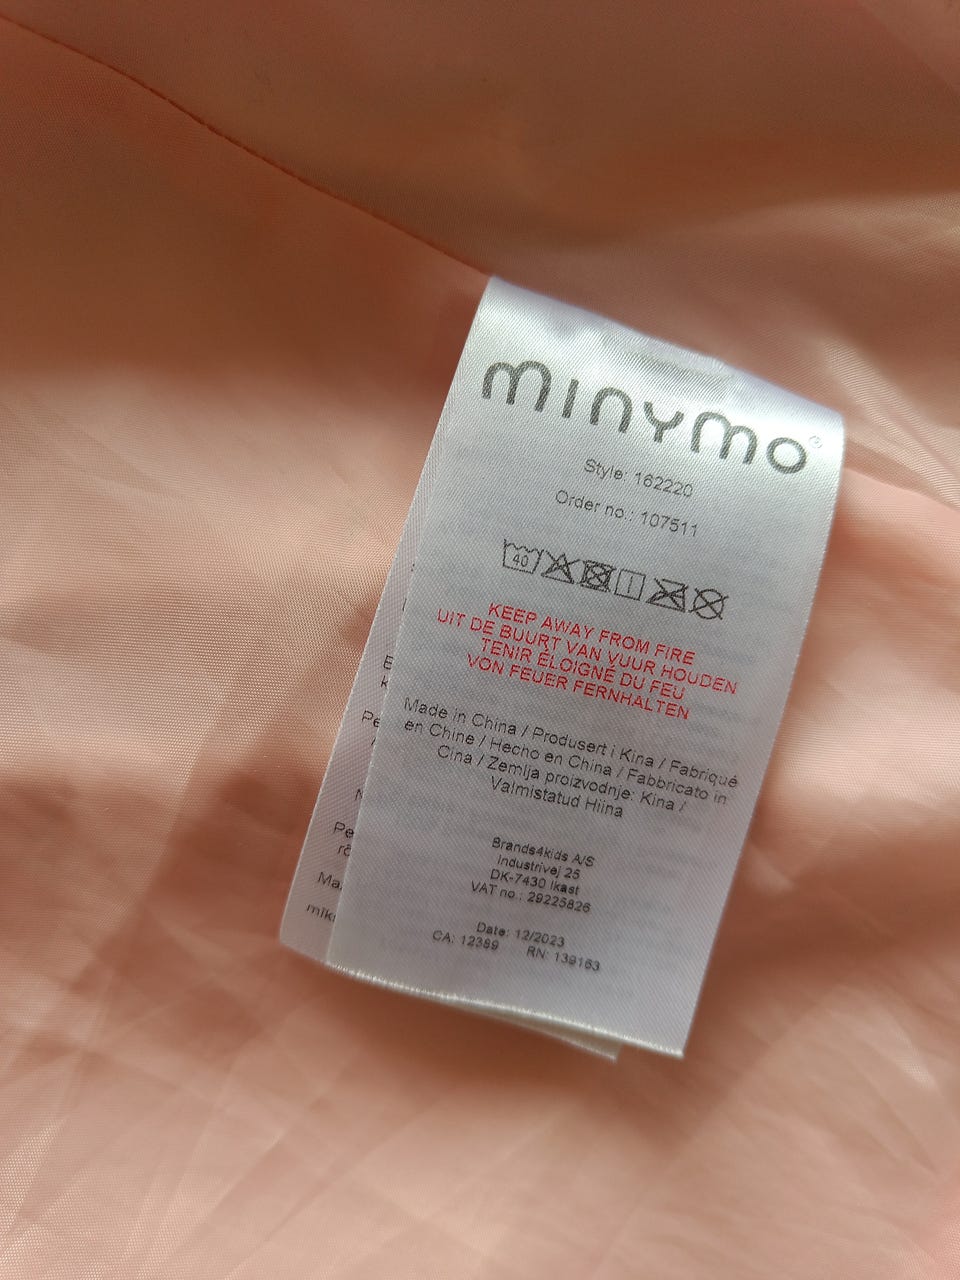 minymo®
Style: 162220
Order no.: 107511
40
KEEP AWAY FROM FIRE
UIT DE BUURT VAN VUUR HOUDEN
TENIR ÉLOIGNÉ DU FEU
VON FEUER FERNHALTEN
Made in China / Produsert i Kina / Fabriqué
en Chine / Hecho en China / Fabbricato in
Cina / Zemlja proizvodnje: Kina /
Valmistatud Hiina
Brands4kids A/S
Industrivej 25
DK-7430 Ikast
VAT no.: 29225826
Date: 12/2023
CA: 12389 RN: 139163